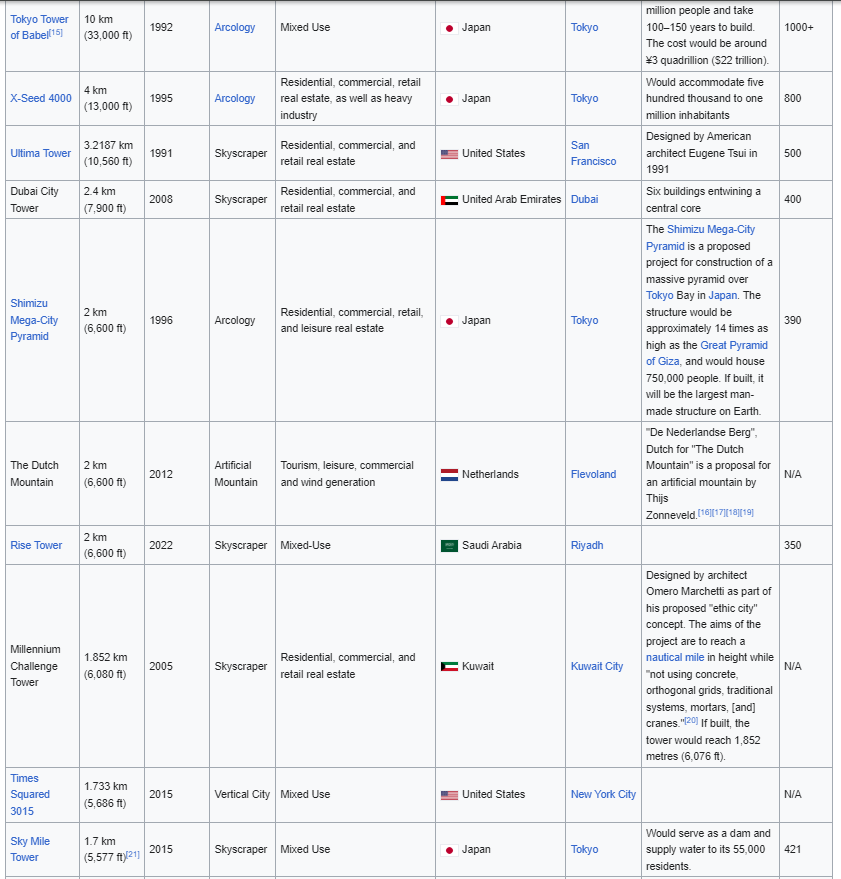 million people and take
Tokyo Tower of Babel[15] 10 km (33,000 ft) 1992 Arcology Mixed Use Japan Tokyo 100–150 years to build. 1000+
The cost would be around
¥3 quadrillion ($22 trillion).
X-Seed 4000
4 km
(13,000 ft)
1995
Arcology
Residential, commercial, retail
real estate, as well as heavy
industry
Japan
Tokyo
Would accommodate five
hundred thousand to one
million inhabitants
800
Ultima Tower
3.2187 km
(10,560 ft)
1991
Skyscraper
Residential, commercial, and
retail real estate
United States
San
Francisco
Designed by American
architect Eugene Tsui in
1991
500
Dubai City
Tower
2.4 km
(7,900 ft)
2008
Skyscraper
Residential, commercial, and
retail real estate
United Arab Emirates
Dubai
Six buildings entwining a
central core
400
Shimizu
Mega-City
Pyramid
2 km
(6,600 ft)
1996
Arcology
Residential, commercial, retail,
and leisure real estate
Japan
Tokyo
The Shimizu Mega-City
Pyramid is a proposed
project for construction of a
massive pyramid over
Tokyo Bay in Japan. The
structure would be
approximately 14 times as
high as the Great Pyramid
of Giza, and would house
750,000 people. If built, it
will be the largest man-
made structure on Earth.
390
The Dutch
Mountain
2 km
(6,600 ft)
2012
Artificial
Mountain
Tourism, leisure, commercial
and wind generation
Netherlands
Flevoland
"De Nederlandse Berg",
Dutch for "The Dutch
Mountain" is a proposal for
an artificial mountain by
Thijs
Zonneveld.[16][17][18][19]
N/A
Rise Tower
2 km
(6,600 ft)
2022
Skyscraper
Mixed-Use
Saudi Arabia
Riyadh
350
Millennium
Challenge
Tower
1.852 km
(6,080 ft)
2005
Skyscraper
Residential, commercial, and
retail real estate
Kuwait
Kuwait City
Designed by architect
Omero Marchetti as part of
his proposed "ethic city"
concept. The aims of the
project are to reach a
nautical mile in height while
"not using concrete,
orthogonal grids, traditional
systems, mortars, [and]
cranes."[20] If built, the
tower would reach 1,852
metres (6,076 ft).
N/A
Times
Squared
3015
1.733 km
(5,686 ft)
2015
Vertical City
Mixed Use
United States
New York City
N/A
Sky Mile
Tower
1.7 km
(5,577 ft)[21]
2015
Skyscraper
Mixed Use
Japan
Tokyo
Would serve as a dam and
supply water to its 55,000
residents.
421